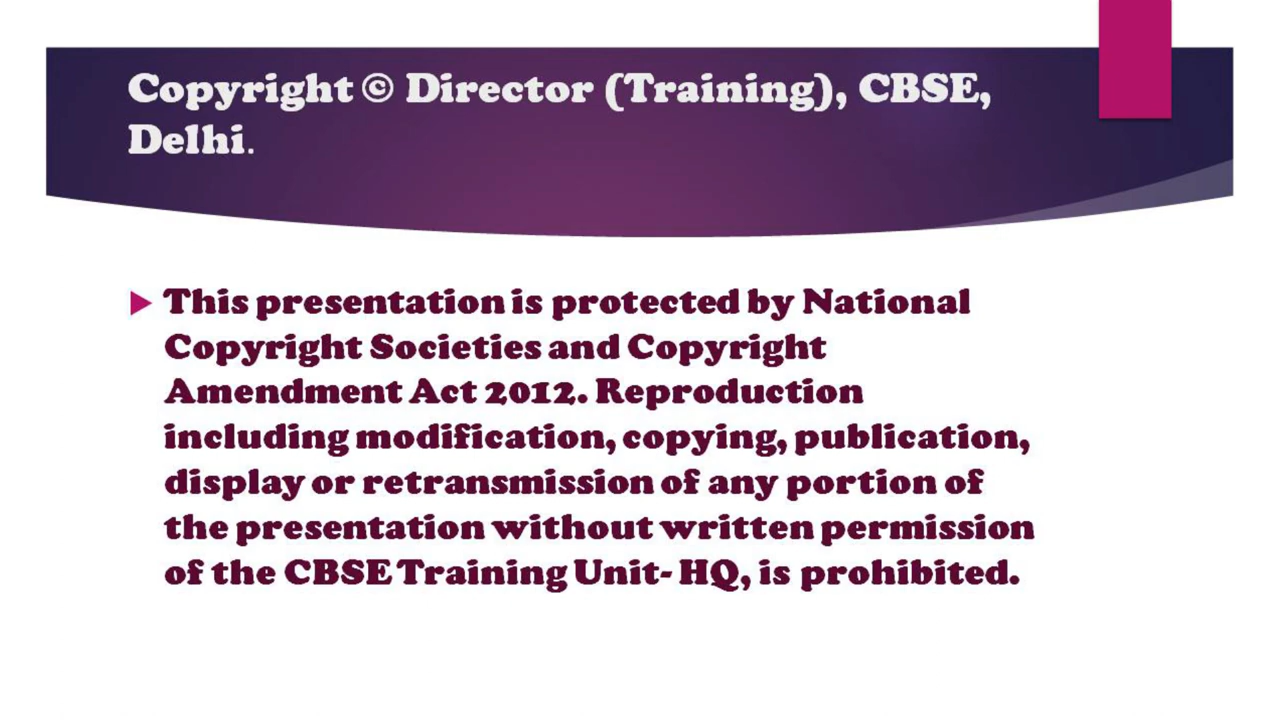 Copyright © Director (Training), CBSE,
Delhi.
This presentation is protected by National
Copyright Societies and Copyright
Amendment Act 2012. Reproduction
including modification, copying, publication,
display or retransmission of any portion of
the presentation without written permission
of the CBSE Training Unit- HQ, is prohibited.